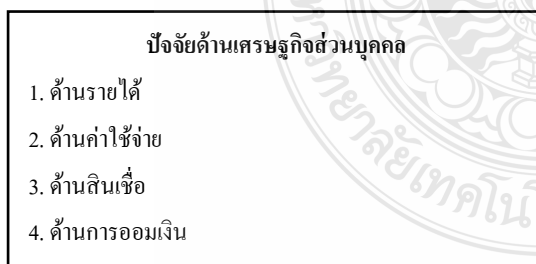 ปัจจัยด้านเศรษฐกิจส่วนบุคคล
1. ด้านรายได้
2. ด้านค่าใช้จ่าย
3. ด้านสินเชื่อ
4. ด้านการออมเงิน